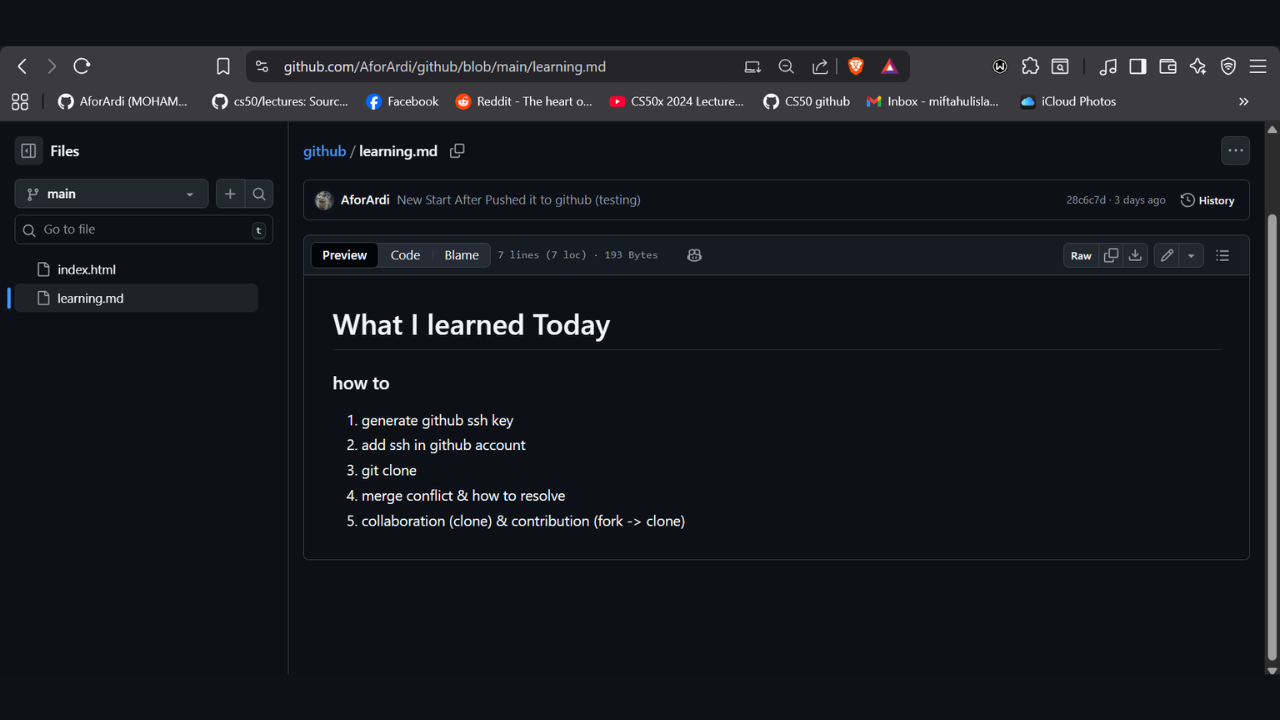 github.com/AforArdi/github/blob/main/learning.md
AforArdi (MOHAM...
cs50/lectures: Sourc...
Facebook
Reddit - The heart o...
CS50x 2024 Lecture...
CS50 github
Inbox - miftahulisla...
iCloud Photos
Files
main
Go to file
t
index.html
learning.md
github / learning.md
AforArdi New Start After Pushed it to github (testing)
28c6c7d · 3 days ago
History
Preview
Code
Blame
7 lines (7 loc) · 193 Bytes
Raw
What I learned Today
how to
1. generate github ssh key
2. add ssh in github account
3. git clone
4. merge conflict & how to resolve
5. collaboration (clone) & contribution (fork -> clone)